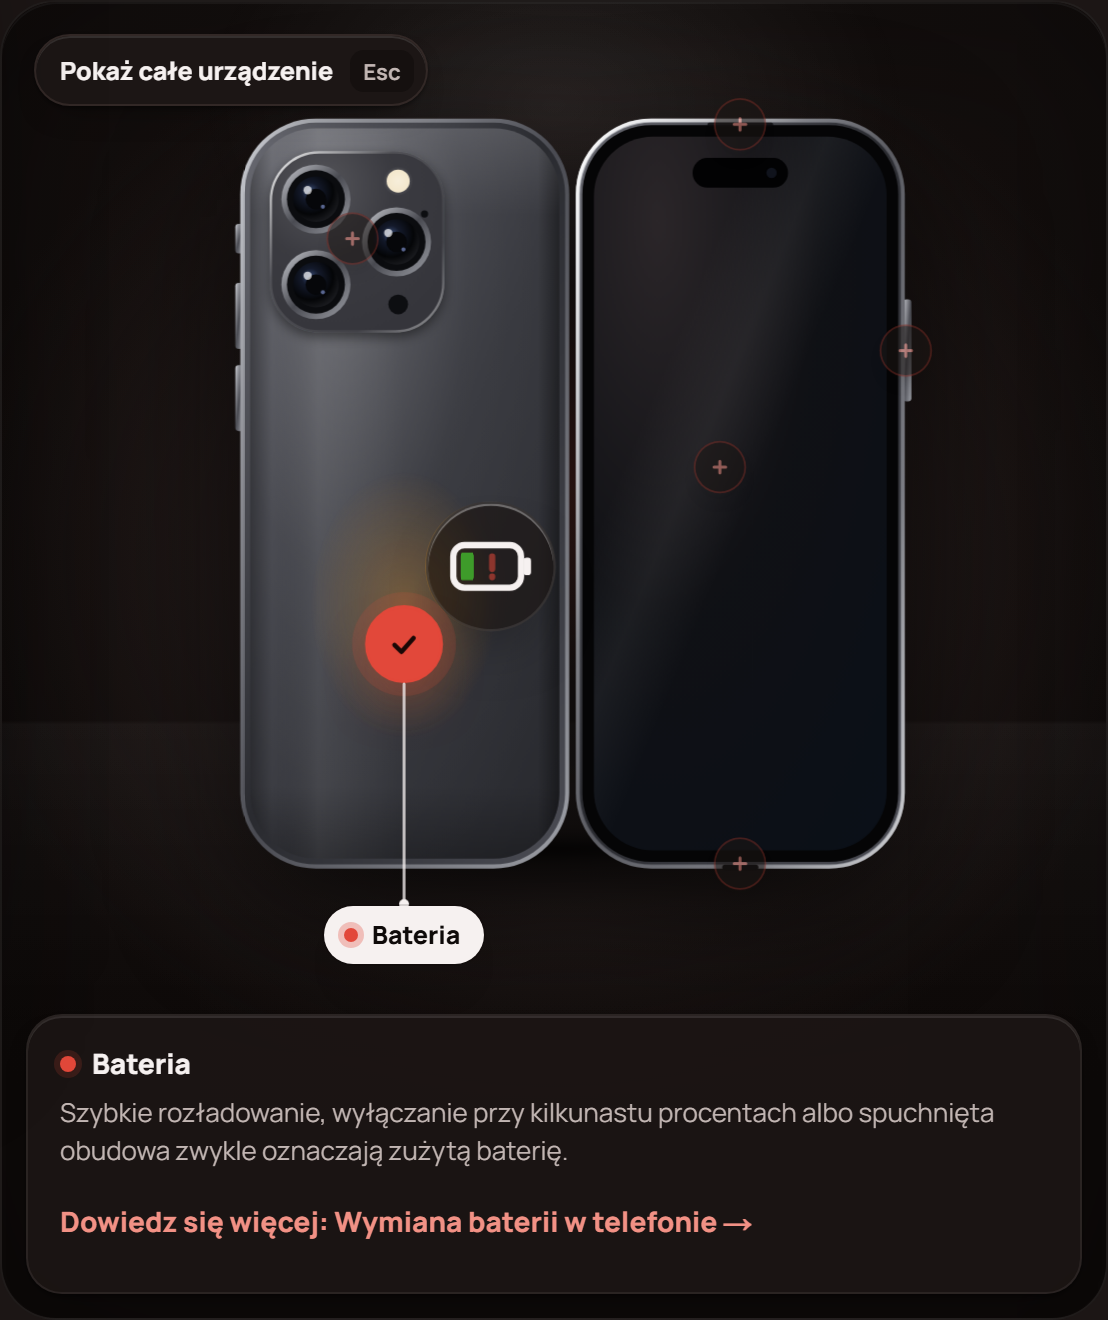 Pokaż całe urządzenie Esc
Bateria
Bateria
Szybkie rozładowanie, wyłączanie przy kilkunastu procentach albo spuchnięta
obudowa zwykle oznaczają zużytą baterię.
Dowiedz się więcej: Wymiana baterii w telefonie →